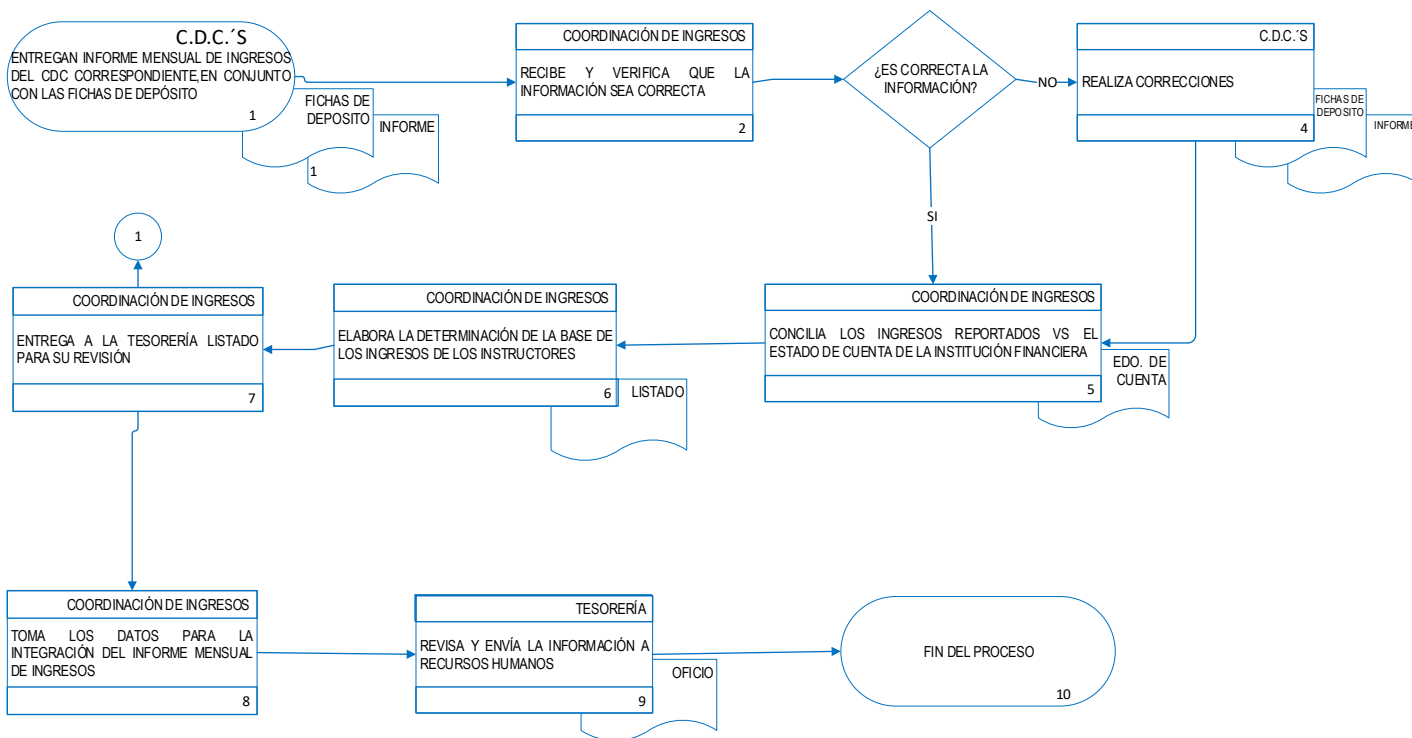 C.D.C.´S
ENTREGAN INFORME MENSUAL DE INGRESOS
DEL CDC CORRESPONDIENTE,EN CONJUNTO
CON LAS FICHAS DE DEPÓSITO
1
FICHAS DE
DEPOSITO
INFORME
1
COORDINACIÓN DE INGRESOS
RECIBE Y VERIFICA QUE LA
INFORMACIÓN SEA CORRECTA
2
¿ES CORRECTA LA
INFORMACIÓN?
NO
SI
C.D.C.´S
REALIZA CORRECCIONES
4
FICHAS DE
DEPOSITO
INFORME
1
COORDINACIÓN DE INGRESOS
ENTREGA A LA TESORERÍA LISTADO
PARA SU REVISIÓN
7
COORDINACIÓN DE INGRESOS
ELABORA LA DETERMINACIÓN DE LA BASE DE
LOS INGRESOS DE LOS INSTRUCTORES
6
LISTADO
COORDINACIÓN DE INGRESOS
CONCILIA LOS INGRESOS REPORTADOS VS EL
ESTADO DE CUENTA DE LA INSTITUCIÓN FINANCIERA
5
EDO. DE
CUENTA
COORDINACIÓN DE INGRESOS
TOMA LOS DATOS PARA LA
INTEGRACIÓN DEL INFORME MENSUAL
DE INGRESOS
8
TESORERÍA
REVISA Y ENVÍA LA INFORMACIÓN A
RECURSOS HUMANOS
9
OFICIO
FIN DEL PROCESO
10